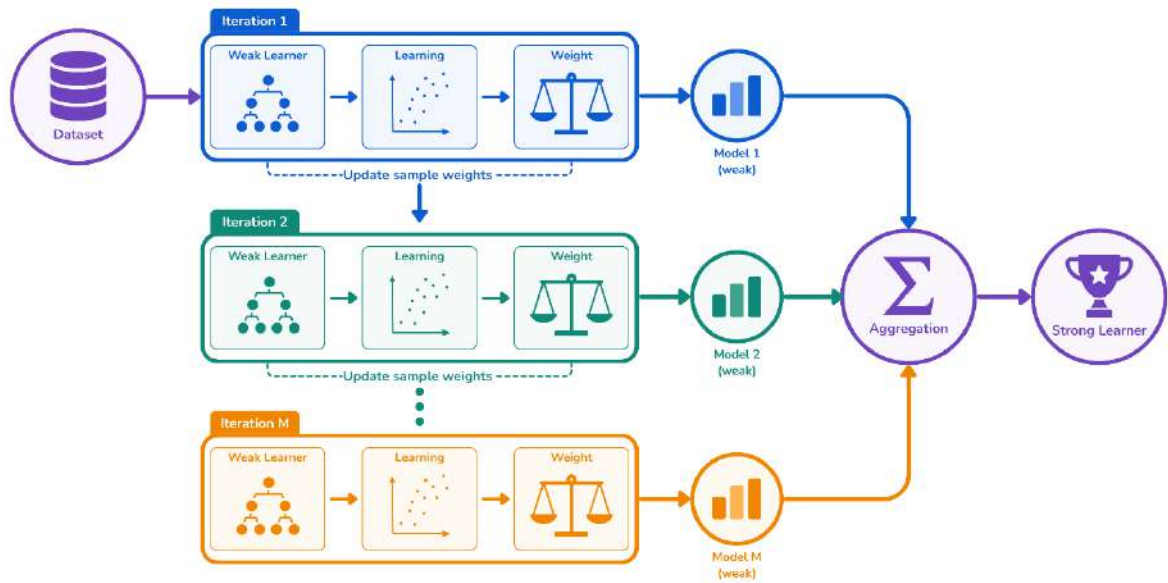 Iteration 1
Weak Learner
Learning
Weight
Dataset
Model 1
(weak)
Update sample weights
Iteration 2
Weak Learner
Learning
Weight
Σ
Aggregation
Strong Learner
Model 2
(weak)
Update sample weights
Iteration M
Weak Learner
Learning
Weight
Model M
(weak)